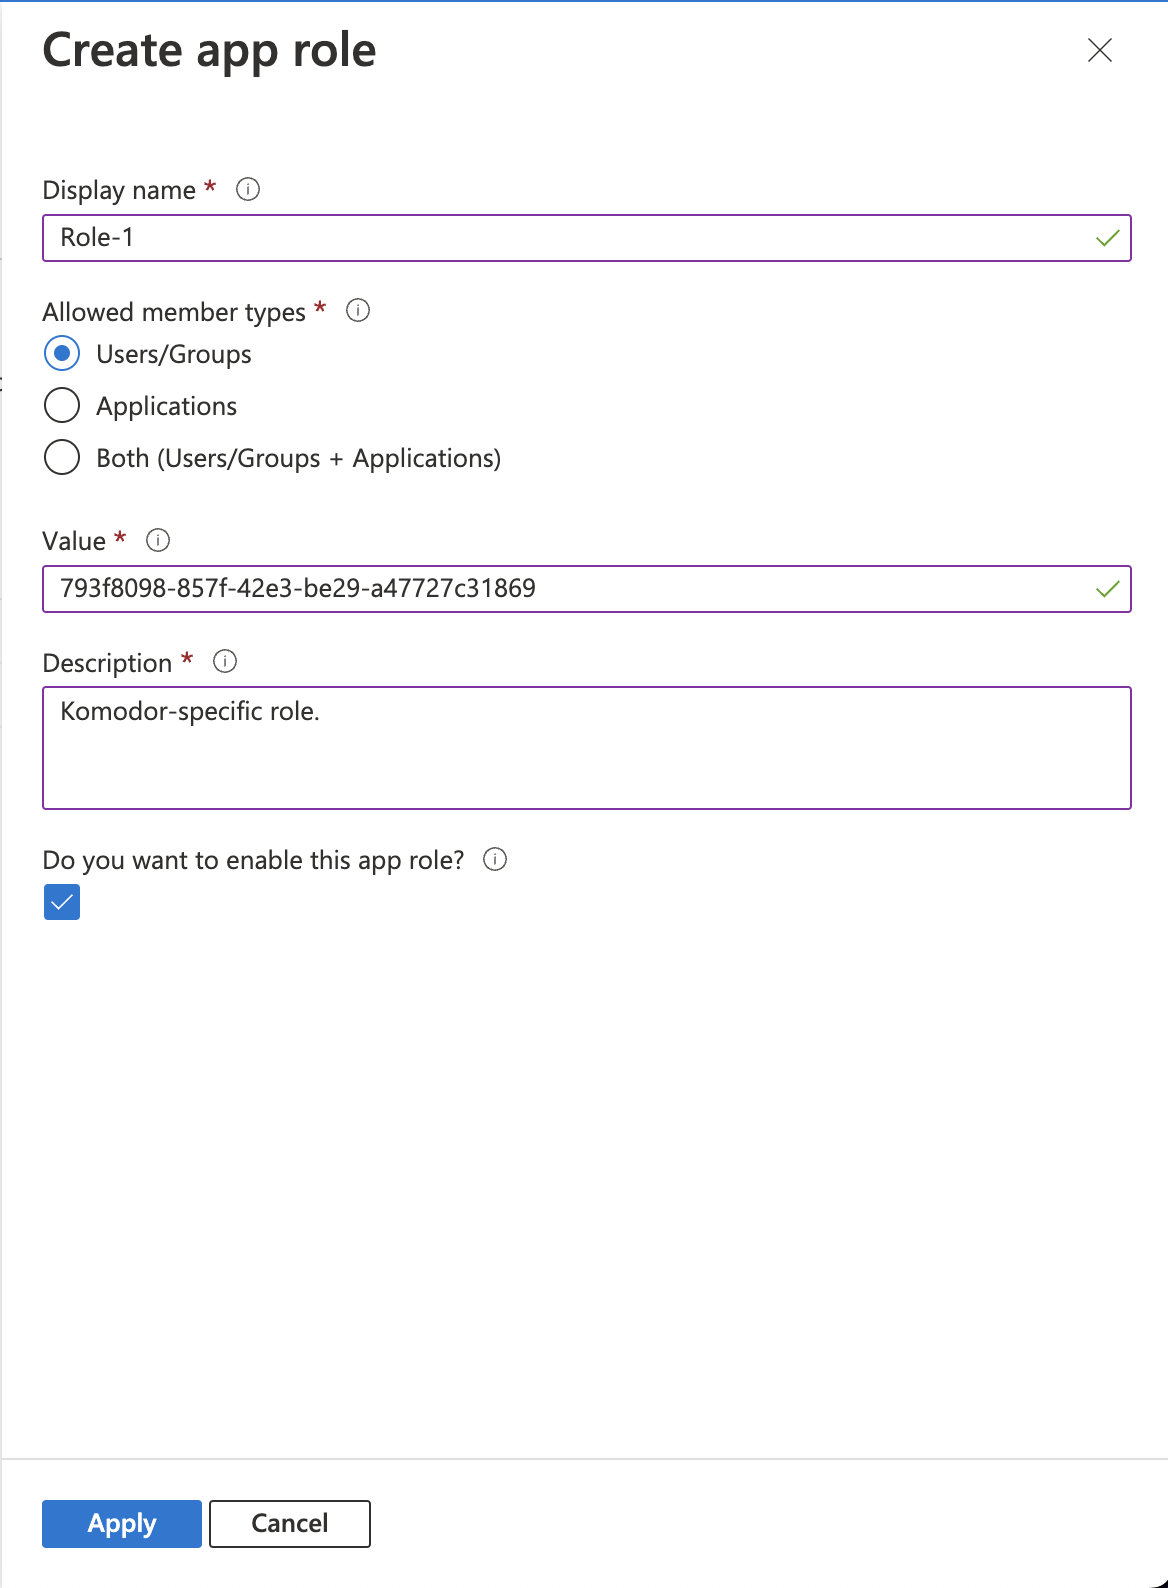 Create app role
Display name *
Role-1
Allowed member types *
Users/Groups
Applications
Both (Users/Groups + Applications)
Value *
793f8098-857f-42e3-be29-a47727c31869
Description *
Komodor-specific role.
Do you want to enable this app role?
Apply
Cancel